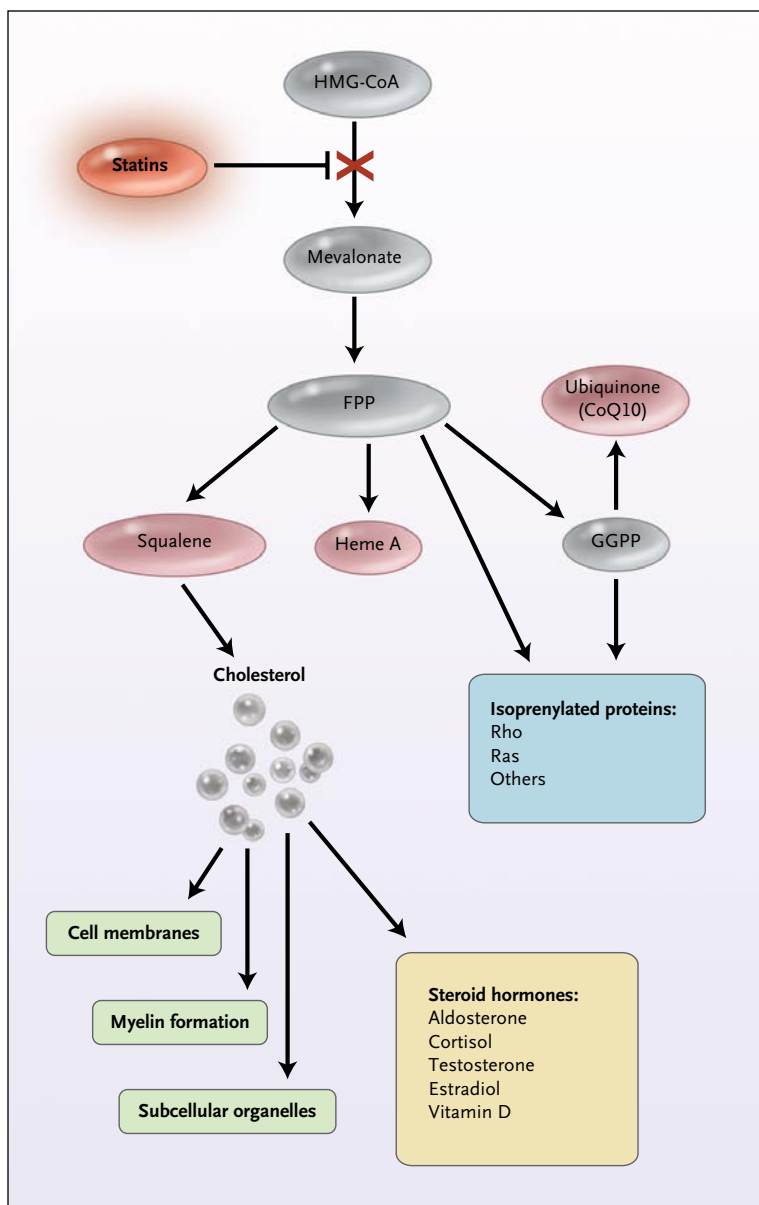 HMG-CoA
Statins
Mevalonate
FPP
Ubiquinone
(CoQ10)
Squalene
Heme A
GGPP
Cholesterol
Isoprenylated proteins:
Rho
Ras
Others
Cell membranes
Myelin formation
Subcellular organelles
Steroid hormones:
Aldosterone
Cortisol
Testosterone
Estradiol
Vitamin D